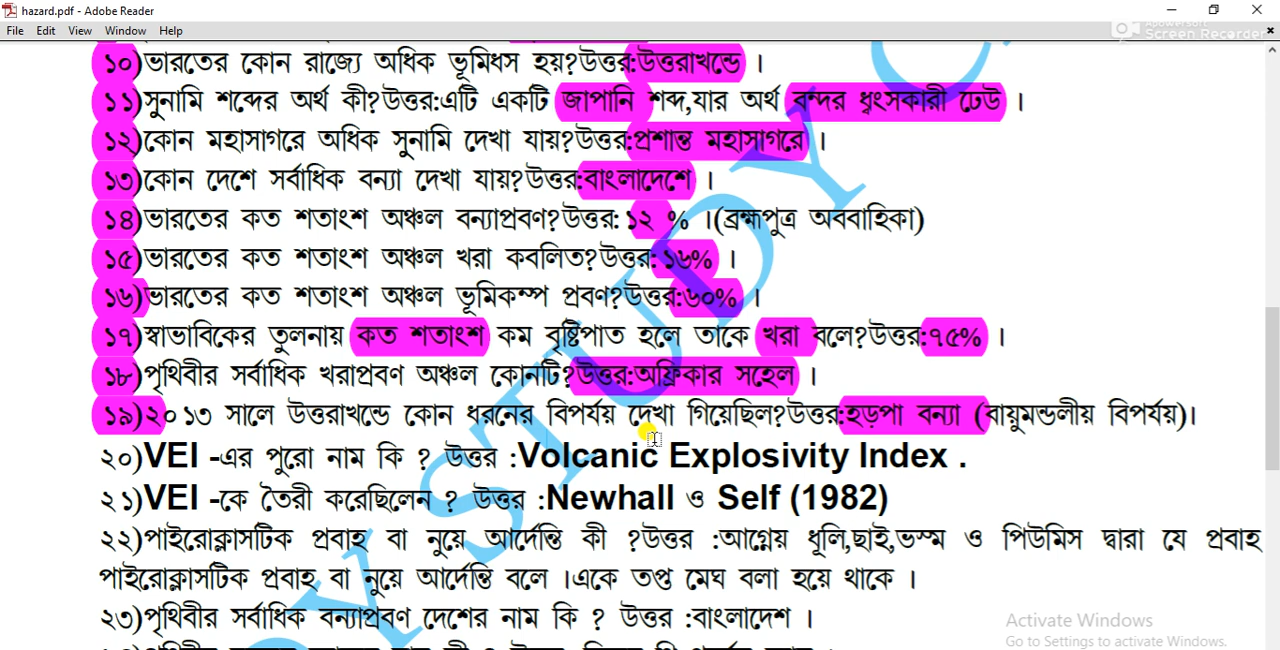 hazard.pdf - Adobe Reader
File Edit View Window Help
Apowersoft
Screen Recorder
১০)ভারতের কোন রাজ্যে অধিক ভূমিধস হয়?উত্তর:উত্তরাখন্ডে ।
১১)সুনামি শব্দের অর্থ কী?উত্তর:এটি একটি জাপানি শব্দ,যার অর্থ বন্দর ধ্বংসকারী ঢেউ ।
১২)কোন মহাসাগরে অধিক সুনামি দেখা যায়?উত্তর:প্রশান্ত মহাসাগরে ।
১৩)কোন দেশে সর্বাধিক বন্যা দেখা যায়?উত্তর:বাংলাদেশে ।
১৪)ভারতের কত শতাংশ অঞ্চল বন্যাপ্রবণ?উত্তর: ১২ % ।(ব্রহ্মপুত্র অববাহিকা)
১৫)ভারতের কত শতাংশ অঞ্চল খরা কবলিত?উত্তর: ১৬% ।
১৬)ভারতের কত শতাংশ অঞ্চল ভূমিকম্প প্রবণ?উত্তর:৬০% ।
১৭)স্বাভাবিকের তুলনায় কত শতাংশ কম বৃষ্টিপাত হলে তাকে খরা বলে?উত্তর:৭৫% ।
১৮)পৃথিবীর সর্বাধিক খরাপ্রবণ অঞ্চল কোনটি?উত্তর:অফ্রিকার সহেল ।
১৯)২০১৩ সালে উত্তরাখন্ডে কোন ধরনের বিপর্যয় দেখা গিয়েছিল?উত্তর:হড়পা বন্যা (বায়ুমন্ডলীয় বিপর্যয়)।
২০)VEI -এর পুরো নাম কি ? উত্তর :Volcanic Explosivity Index .
২১)VEI -কে তৈরী করেছিলেন ? উত্তর :Newhall ও Self (1982)
২২)পাইরোক্লাসটিক প্রবাহ বা নুয়ে আর্দেন্তি কী ?উত্তর :আগ্নেয় ধূলি,ছাই,ভস্ম ও পিউমিস দ্বারা যে প্রবাহ
পাইরোক্লাসটিক প্রবাহ বা নুয়ে আর্দেন্তি বলে ।একে তপ্ত মেঘ বলা হয়ে থাকে ।
২৩)পৃথিবীর সর্বাধিক বন্যাপ্রবণ দেশের নাম কি ? উত্তর :বাংলাদেশ ।
Activate Windows
Go to Settings to activate Windows.